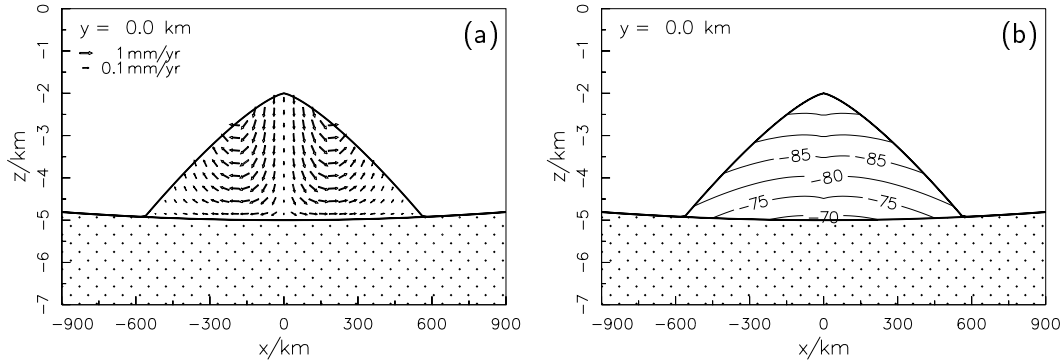 y = 0.0 km
(a)
1 mm/yr
0.1 mm/yr
0
−1
−2
−3
−4
−5
−6
−7
z/km
−900 −600 −300 0 300 600 900
x/km
y = 0.0 km
(b)
−85 −85
−80
−75 −75
−70
0
−1
−2
−3
−4
−5
−6
−7
z/km
−900 −600 −300 0 300 600 900
x/km